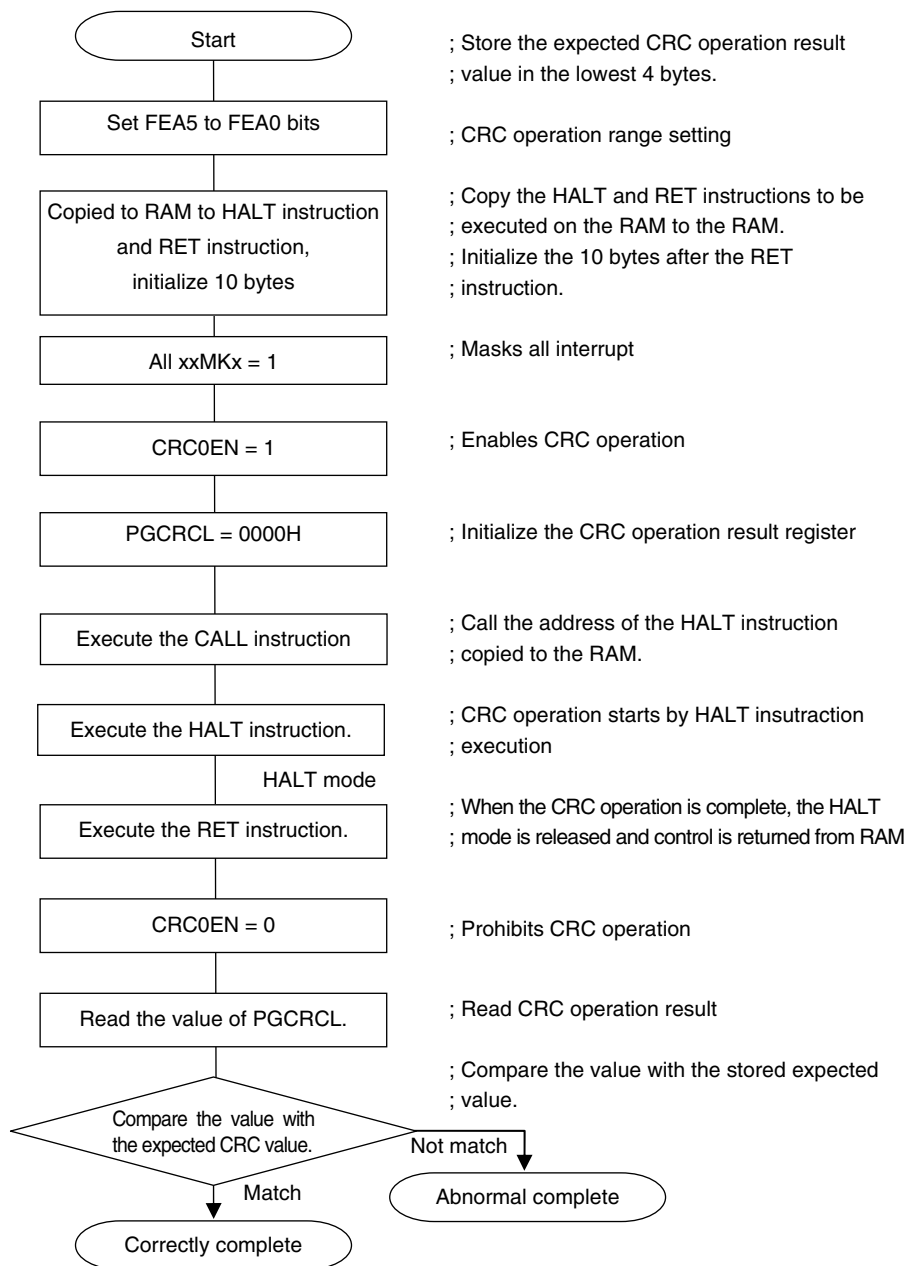 Start
; Store the expected CRC operation result
; value in the lowest 4 bytes.
Set FEA5 to FEA0 bits
; CRC operation range setting
Copied to RAM to HALT instruction
and RET instruction,
initialize 10 bytes
; Copy the HALT and RET instructions to be
; executed on the RAM to the RAM.
; Initialize the 10 bytes after the RET
; instruction.
All xxMKx = 1
; Masks all interrupt
CRC0EN = 1
; Enables CRC operation
PGCRCL = 0000H
; Initialize the CRC operation result register
Execute the CALL instruction
; Call the address of the HALT instruction
; copied to the RAM.
Execute the HALT instruction.
; CRC operation starts by HALT insutraction
; execution
HALT mode
Execute the RET instruction.
; When the CRC operation is complete, the HALT
; mode is released and control is returned from RAM
CRC0EN = 0
; Prohibits CRC operation
Read the value of PGCRCL.
; Read CRC operation result
; Compare the value with the stored expected
; value.
Compare the value with
the expected CRC value.
Not match
Match
Abnormal complete
Correctly complete